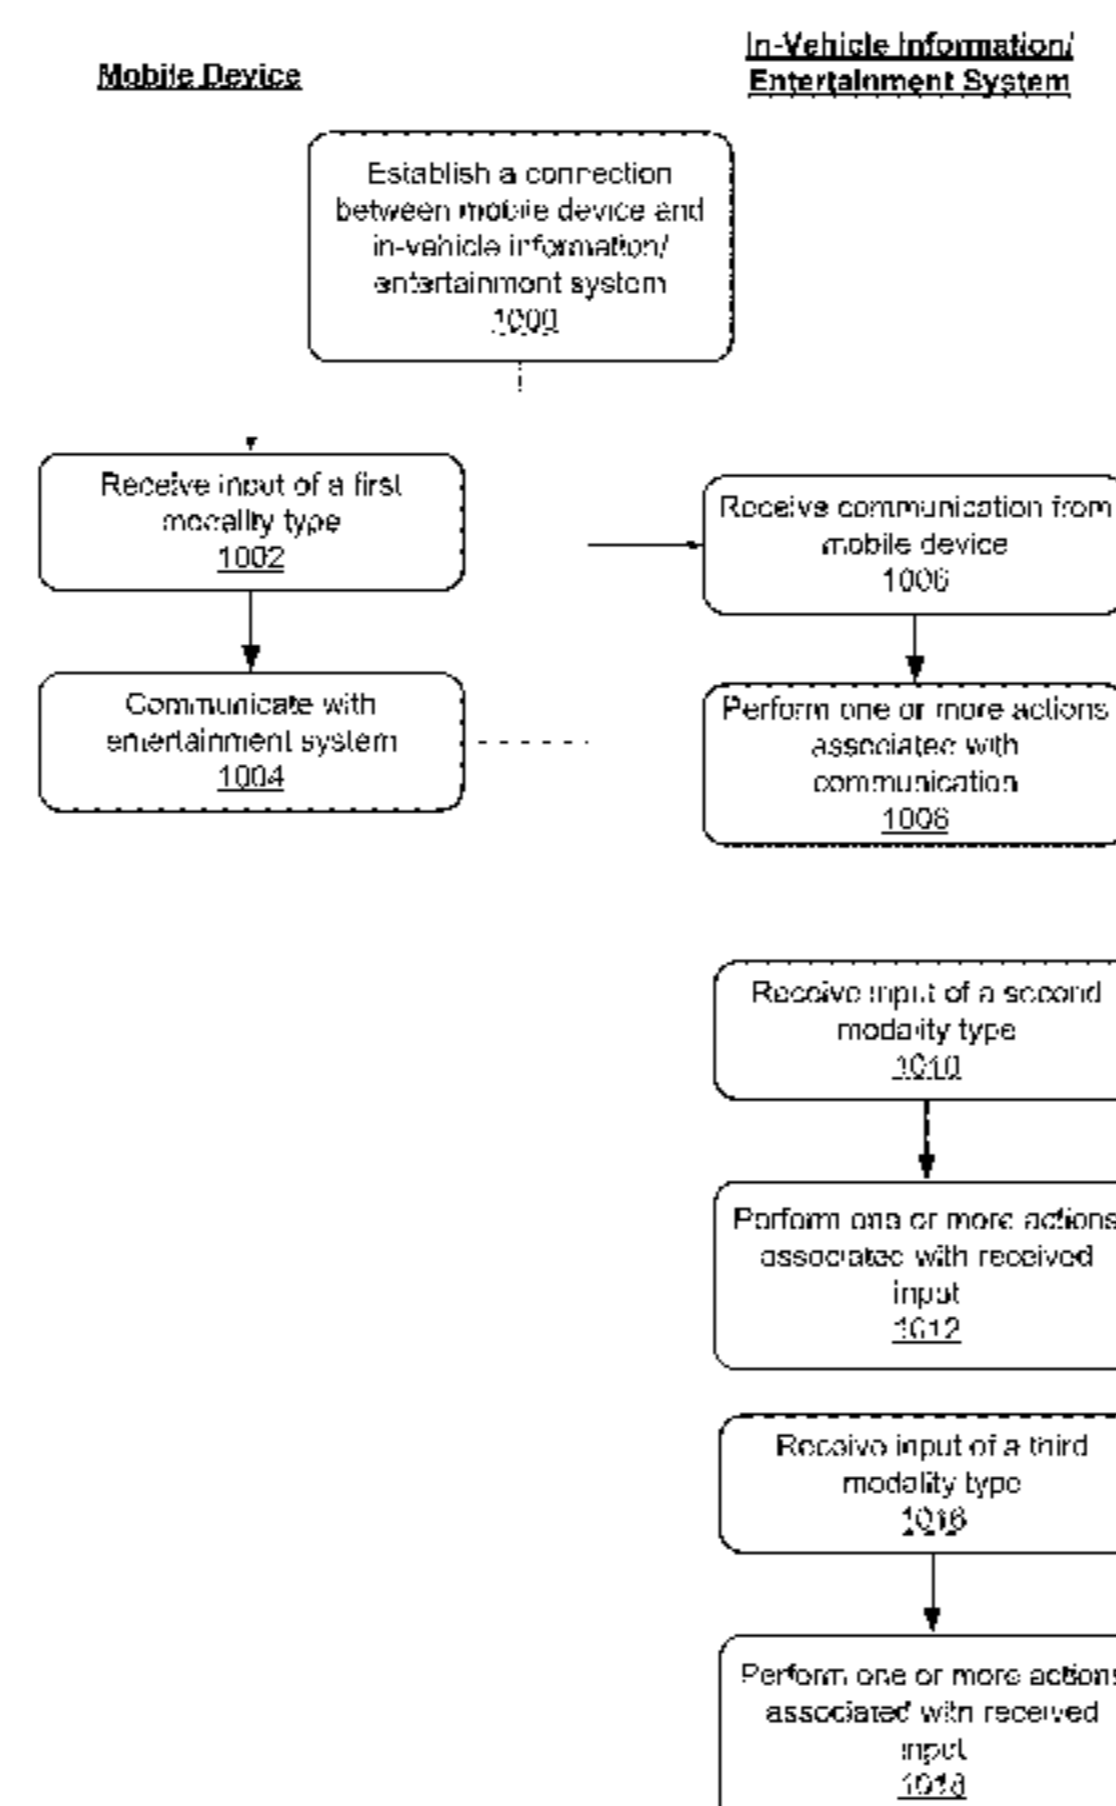 Mobile Device
In-Vehicle Information/
Entertainment System
Establish a connection
between mobile device and
in-vehicle information/
entertainment system
1000
Receive input of a first
modality type
1002
Communicate with
entertainment system
1004
Receive communication from
mobile device
1006
Perform one or more actions
associated with
communication
1008
Receive input of a second
modality type
1010
Perform one or more actions
associated with received
input
1012
Receive input of a third
modality type
1016
Perform one or more actions
associated with received
input
1018